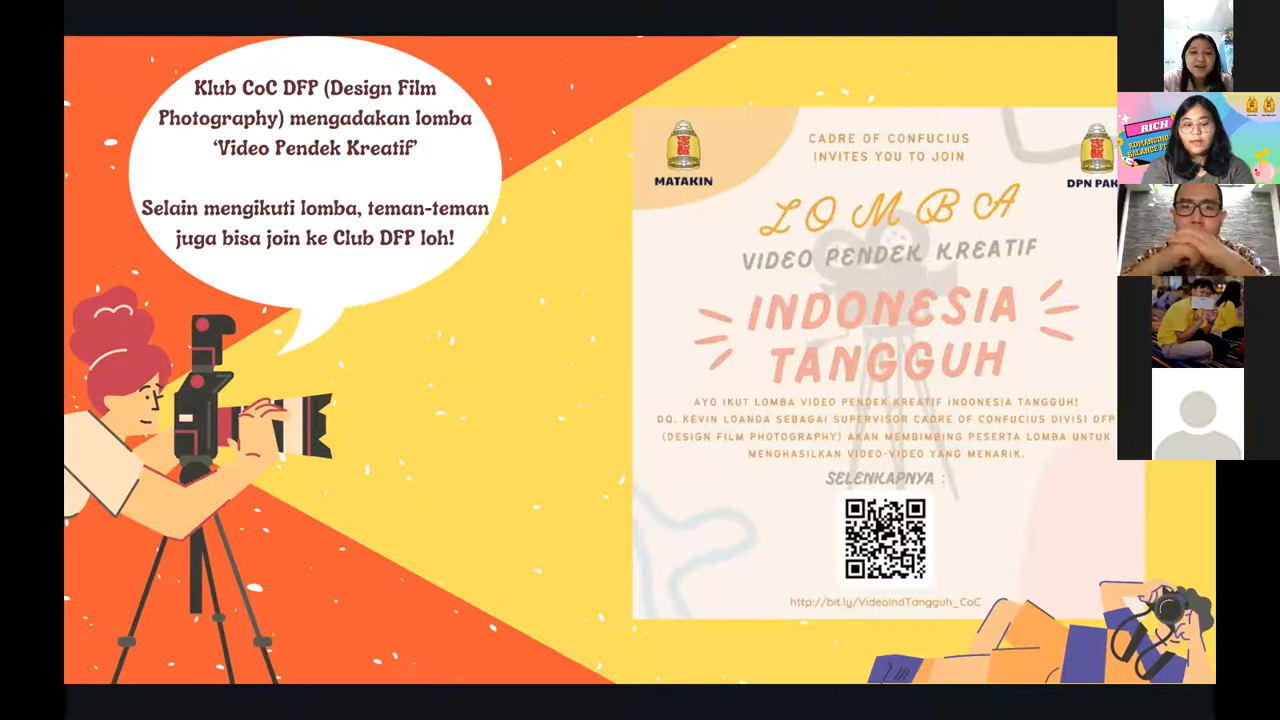 Klub CoC DFP (Design Film
Photography) mengadakan lomba
‘Video Pendek Kreatif’
Selain mengikuti lomba, teman-teman
juga bisa join ke Club DFP loh!
MATAKIN
CADRE OF CONFUCIUS
INVITES YOU TO JOIN
DPN PAK
LOMBA
VIDEO PENDEK KREATIF
INDONESIA
TANGGUH
AYO IKUT LOMBA VIDEO PENDEK KREATIF INDONESIA TANGGUH!
DQ. KEVIN LOANDA SEBAGAI SUPERVISOR CADRE OF CONFUCIUS DIVISI DFP
(DESIGN FILM PHOTOGRAPHY) AKAN MEMBIMBING PESERTA LOMBA UNTUK
MENGHASILKAN VIDEO-VIDEO YANG MENARIK.
SELENKAPNYA :
http://bit.ly/VideoIndTangguh_CoC
RICH